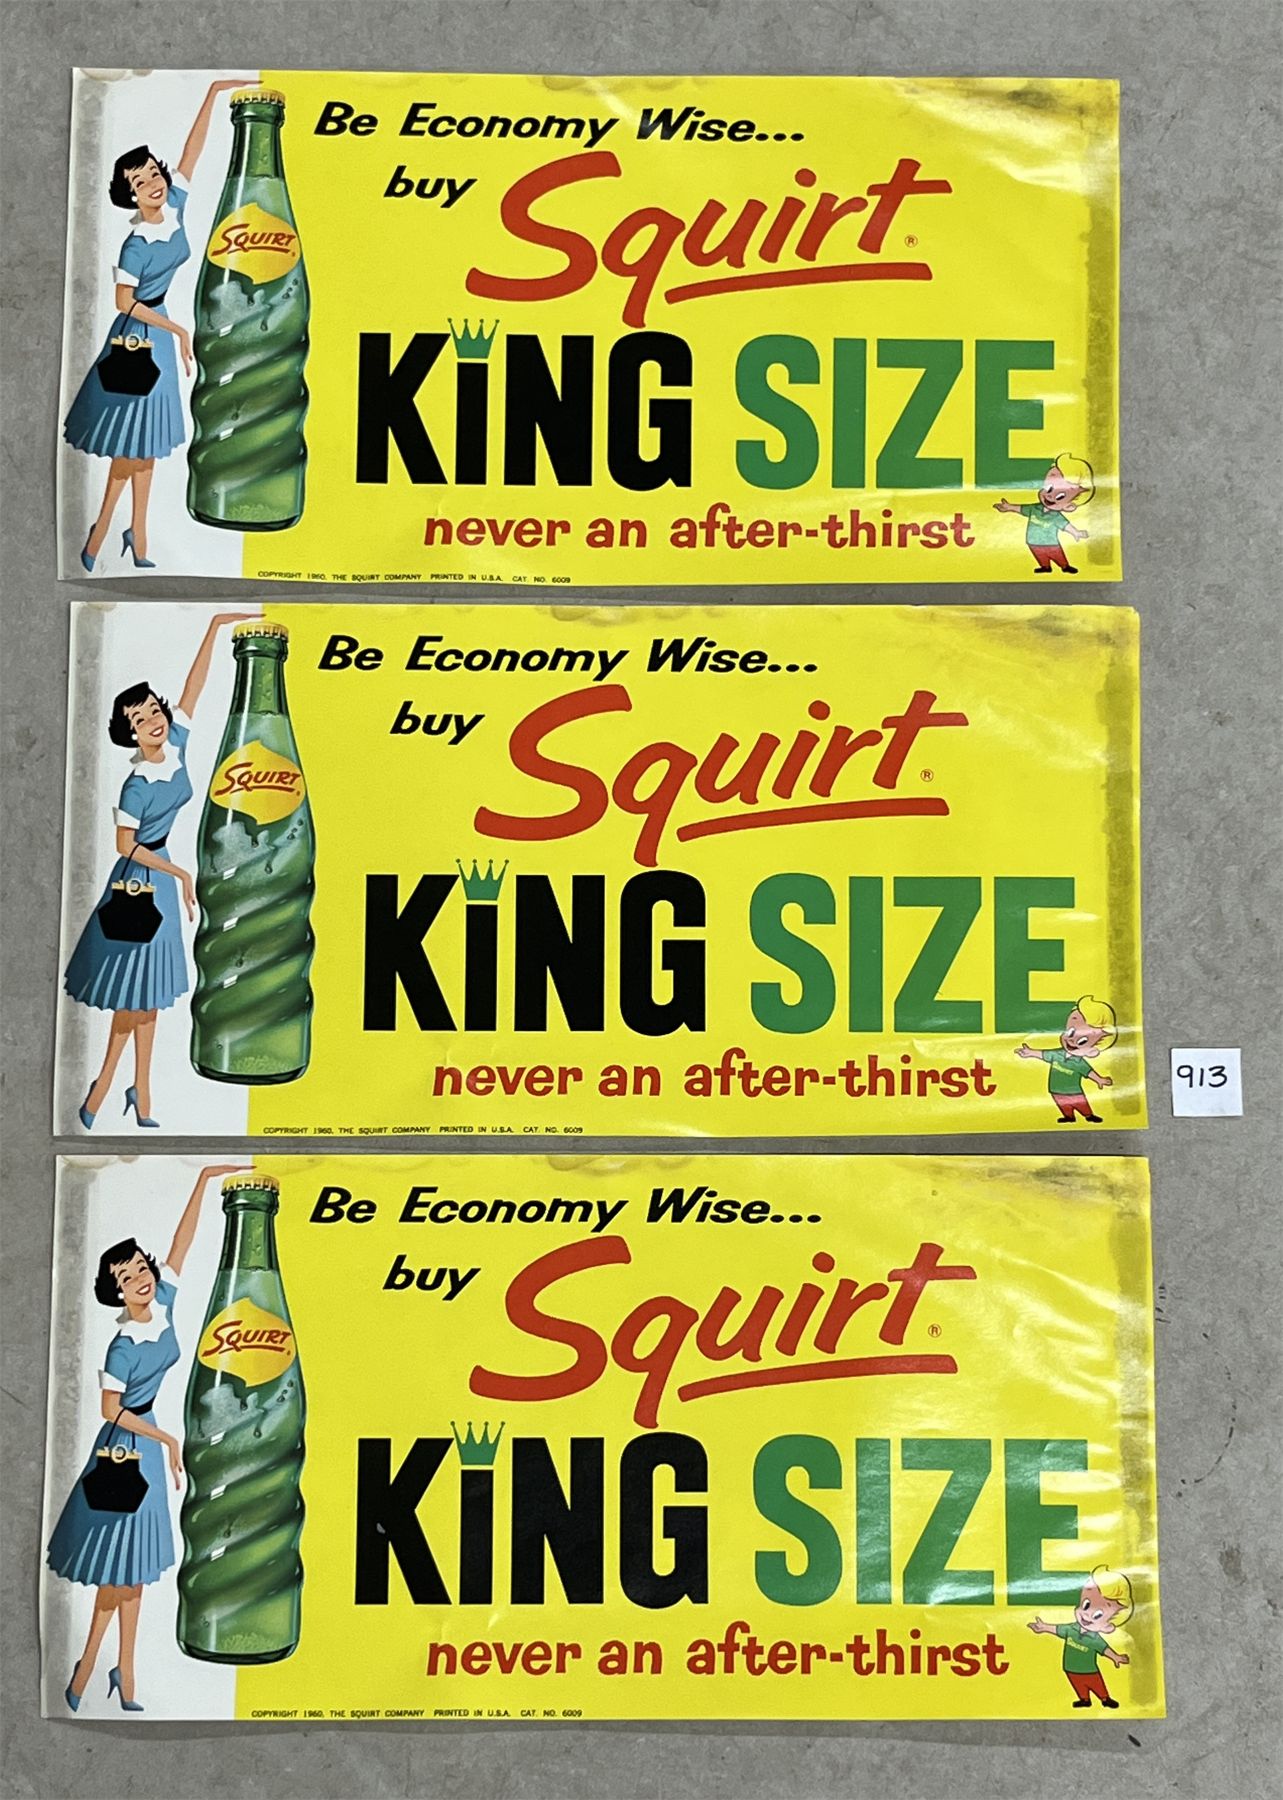 Be Economy Wise...
buy Squirt®
SQUIRT
KiNG SIZE
never an after-thirst
COPYRIGHT 1960, THE SQUIRT COMPANY PRINTED IN U.S.A. CAT. NO. 6009
Be Economy Wise...
buy Squirt®
SQUIRT
KiNG SIZE
never an after-thirst
SQUIRT
COPYRIGHT 1960, THE SQUIRT COMPANY PRINTED IN U.S.A. CAT. NO. 6009
913
Be Economy Wise...
buy Squirt®
SQUIRT
KiNG SIZE
never an after-thirst
SQUIRT
COPYRIGHT 1960, THE SQUIRT COMPANY PRINTED IN U.S.A. CAT. NO. 6009